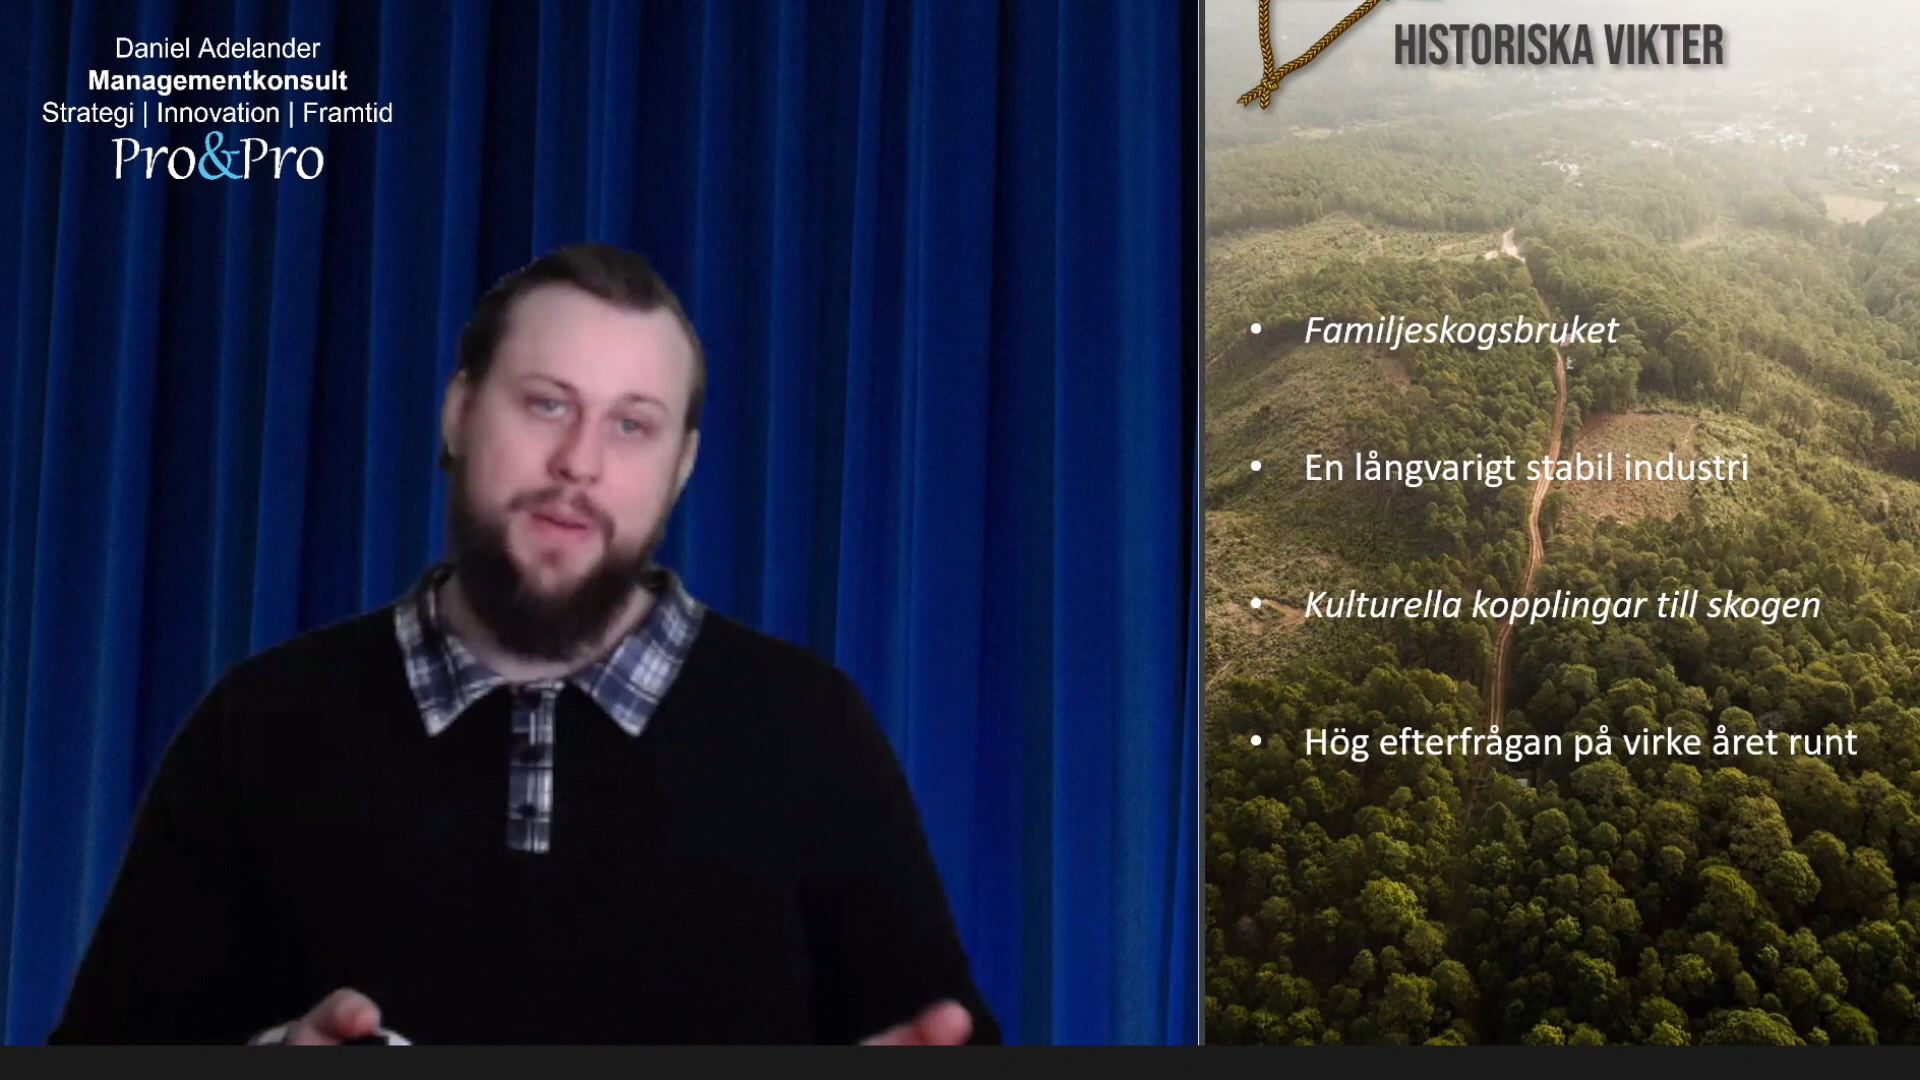 Daniel Adelander
Managementkonsult
Strategi | Innovation | Framtid
Pro&Pro
HISTORISKA VIKTER
• Familjeskogsbruket
• En långvarigt stabil industri
• Kulturella kopplingar till skogen
• Hög efterfrågan på virke året runt